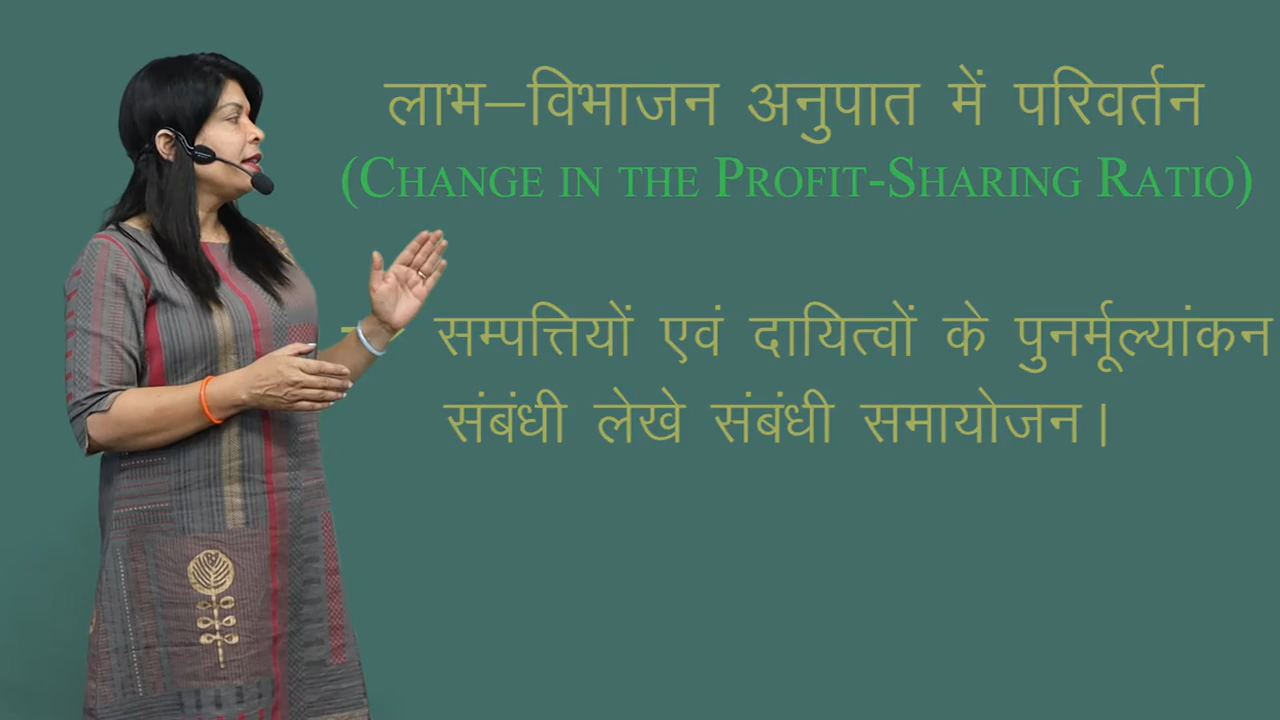 लाभ–विभाजन अनुपात में परिवर्तन
(CHANGE IN THE PROFIT-SHARING RATIO)
सम्पत्तियों एवं दायित्वों के पुनर्मूल्यांकन
संबंधी लेखे संबंधी समायोजन।